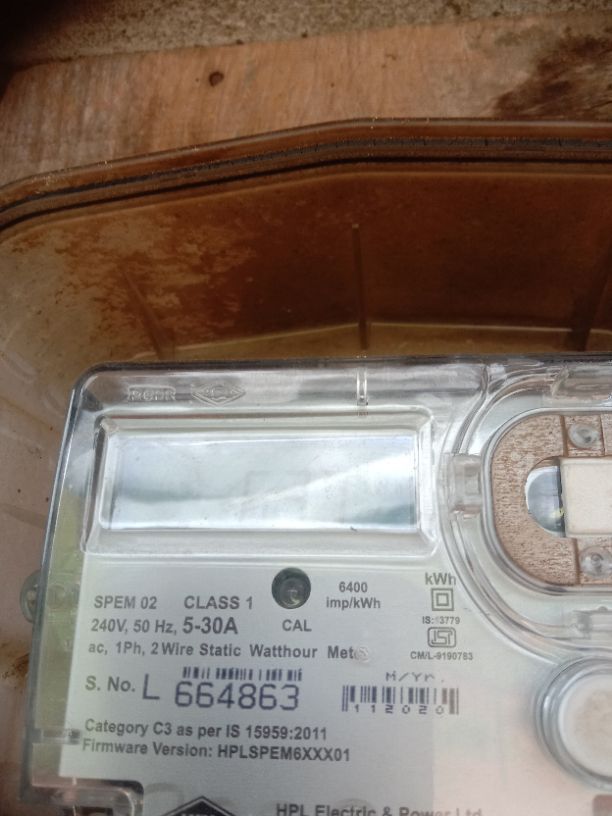 SPEM 02 CLASS 1
6400
imp/kWh
kWh
240V, 50 Hz, 5-30A CAL
IS:13779
ac, 1Ph, 2 Wire Static Watthour
CM/L-9190783
S. No. L 664863
M/Yr.
112020
Category C3 as per IS 15959:2011
Firmware Version: HPLSPEM6XXX01
HPL Electric & Power Ltd